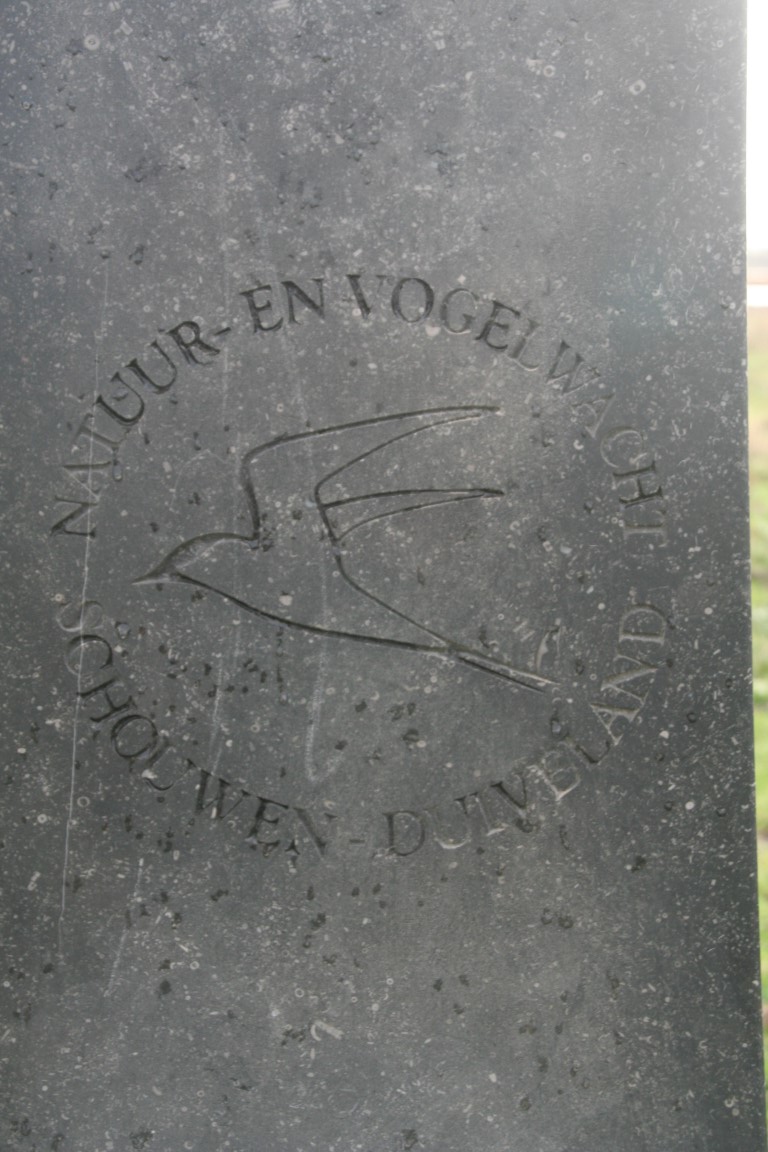 NATUUR- EN VOGELWACHT
SCHOUWEN - DUIVELAND